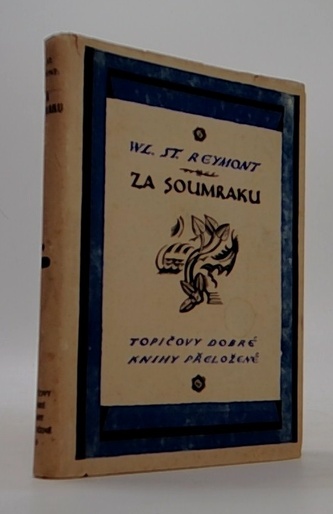 WL. ST. REYMONT
ZA SOUMRAKU
TOPIČOVY DOBRÉ
KNIHY PŘELOŽENÉ